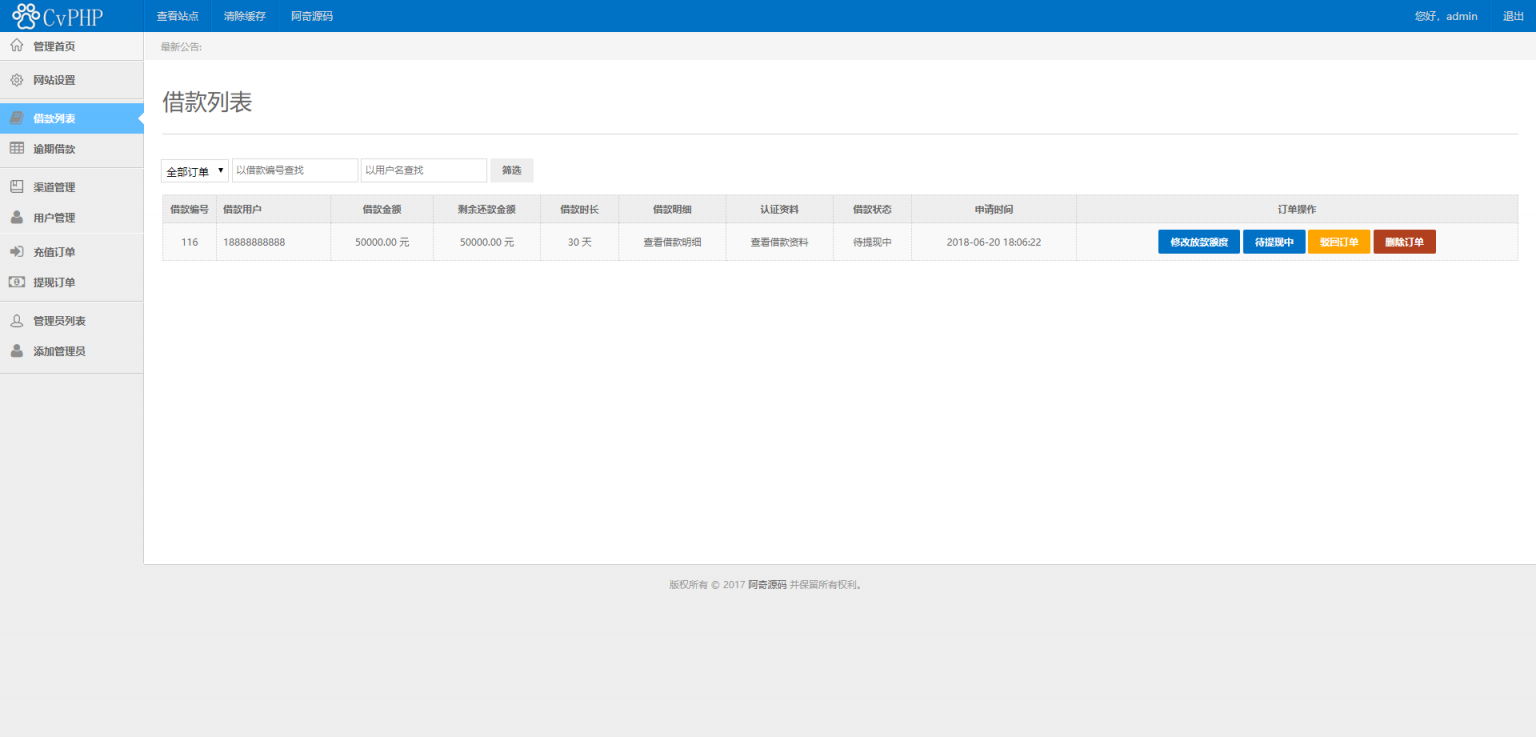 CvPHP 查看站点 清除缓存 阿奇源码 您好，admin 退出
管理首页
网站设置
借款列表
逾期借款
渠道管理
用户管理
充值订单
提现订单
管理员列表
添加管理员
最新公告:
借款列表
全部订单 以借款编号查找 以用户名查找 筛选
借款编号 借款用户 借款金额 剩余还款金额 借款时长 借款明细 认证资料 借款状态 申请时间 订单操作
116 18888888888 50000.00 元 50000.00 元 30 天 查看借款明细 查看借款资料 待提现中 2018-06-20 18:06:22 修改放款额度 待提现中 驳回订单 删除订单
版权所有 © 2017 阿奇源码 并保留所有权利。